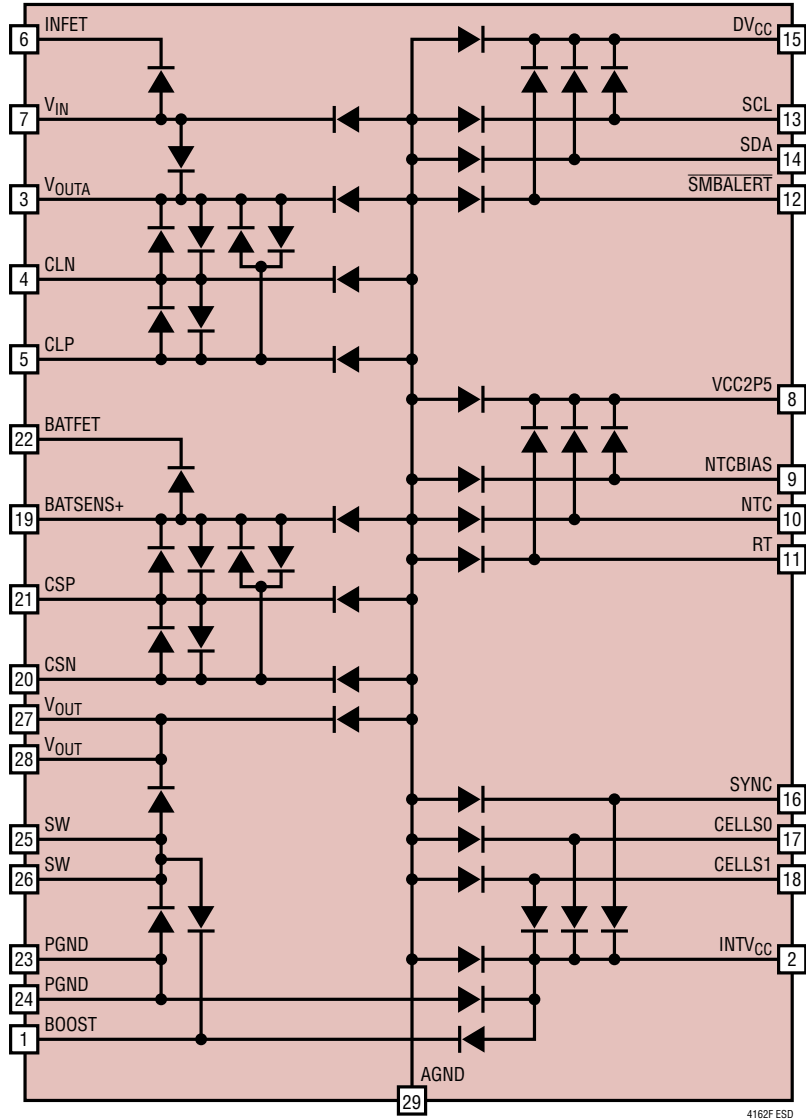 6 INFET
7 VIN
3 VOUTA
4 CLN
5 CLP
22 BATFET
19 BATSENS+
21 CSP
20 CSN
27 VOUT
28 VOUT
25 SW
26 SW
23 PGND
24 PGND
1 BOOST
DVCC 15
SCL 13
SDA 14
SMBALERT 12
VCC2P5 8
NTCBIAS 9
NTC 10
RT 11
SYNC 16
CELLS0 17
CELLS1 18
INTVCC 2
AGND
29
4162F ESD